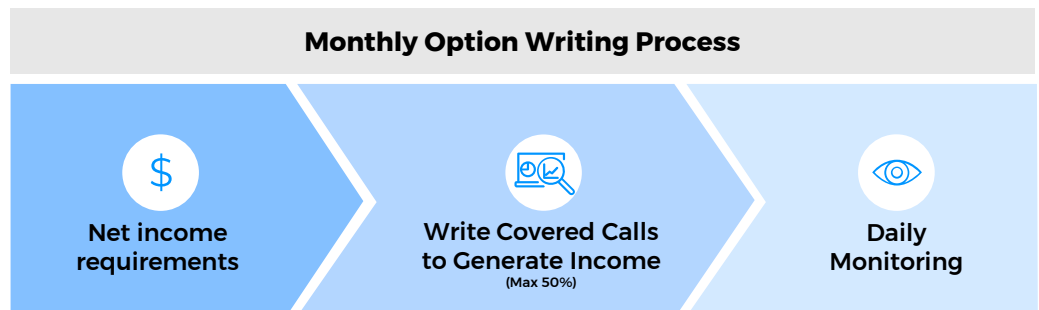 Monthly Option Writing Process
$
Net income
requirements
Write Covered Calls
to Generate Income
(Max 50%)
Daily
Monitoring